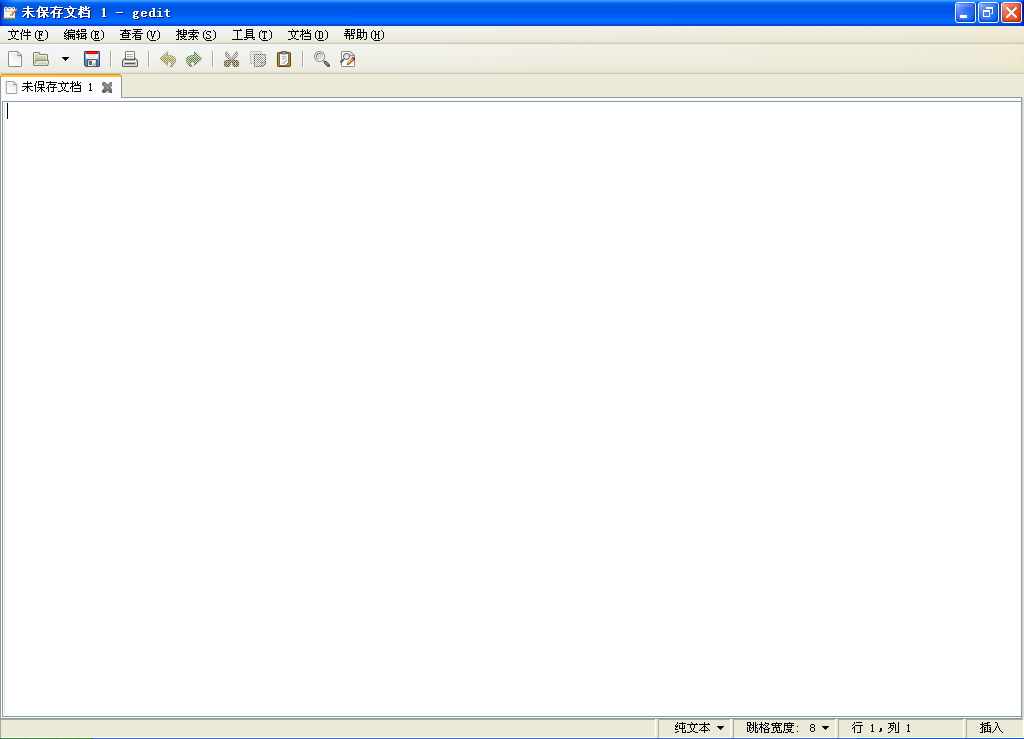 未保存文档 1 - gedit
文件(F) 编辑(E) 查看(V) 搜索(S) 工具(T) 文档(D) 帮助(H)
未保存文档 1
纯文本 跳格宽度: 8 行 1，列 1 插入